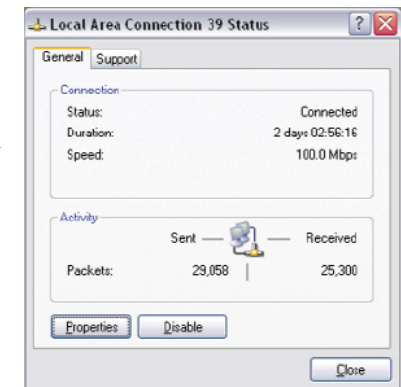 Local Area Connection 39 Status
General Support
Connection
Status: Connected
Duration: 2 days 02:56:16
Speed: 100.0 Mbps
Activity
Sent — — Received
Packets: 29,058 | 25,300
Properties Disable
Close